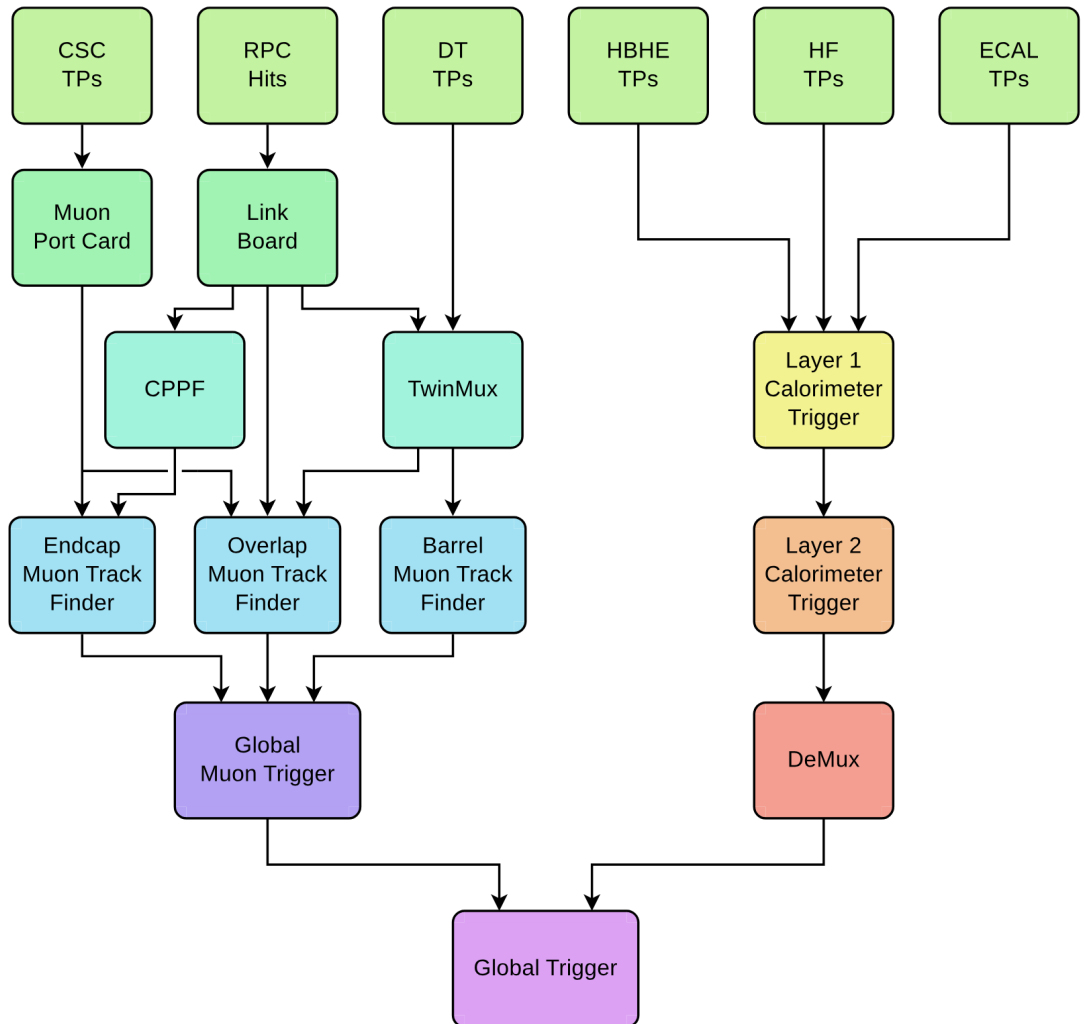 CSC
TPs
RPC
Hits
DT
TPs
HBHE
TPs
HF
TPs
ECAL
TPs
Muon
Port Card
Link
Board
CPPF
TwinMux
Layer 1
Calorimeter
Trigger
Endcap
Muon Track
Finder
Overlap
Muon Track
Finder
Barrel
Muon Track
Finder
Layer 2
Calorimeter
Trigger
Global
Muon Trigger
DeMux
Global Trigger